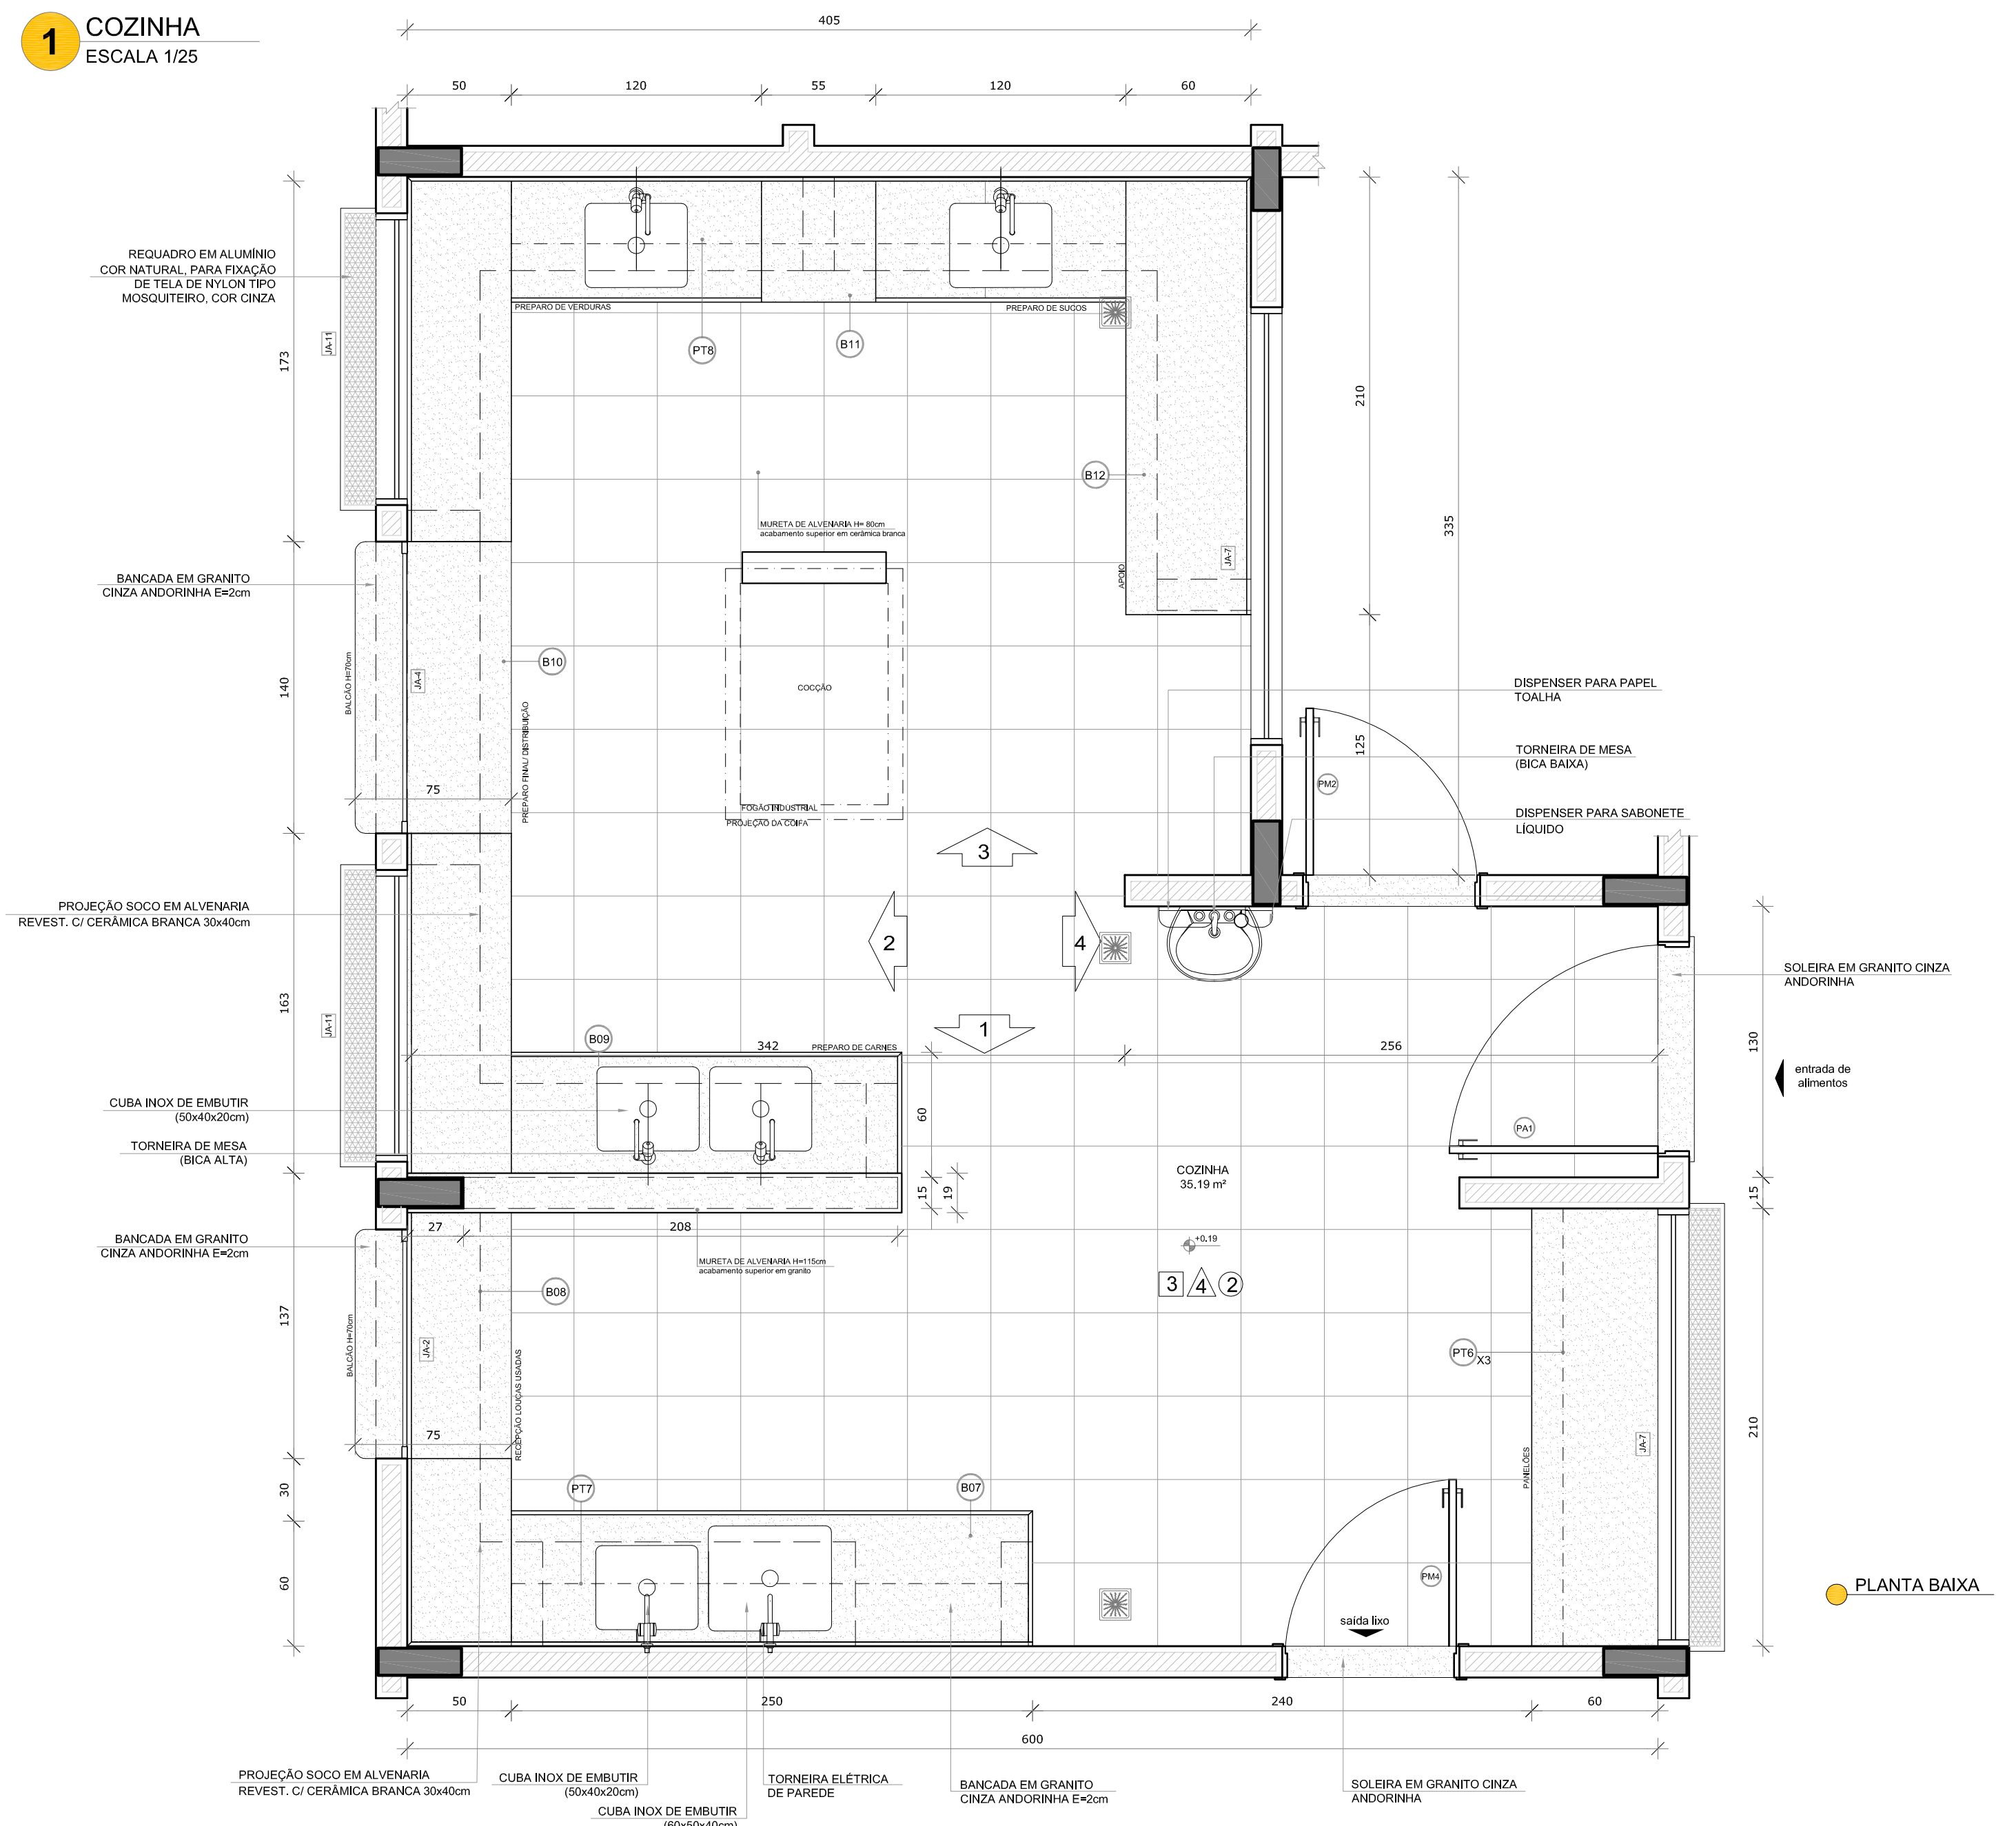 1
COZINHA
ESCALA 1/25
405
50
120
55
120
60
REQUADRO EM ALUMÍNIO
COR NATURAL, PARA FIXAÇÃO
DE TELA DE NYLON TIPO
MOSQUITEIRO, COR CINZA
JA-11
173
PREPARO DE VERDURAS
PREPARO DE SUCOS
PT8
B11
B12
210
335
MURETA DE ALVENARIA H= 80cm
acabamento superior em cerâmica branca
JA-7
APOIO
BANCADA EM GRANITO
CINZA ANDORINHA E=2cm
BALCÃO H=70cm
140
JA-4
B10
COCÇÃO
PREPARO FINAL/ DISTRIBUIÇÃO
75
FOGÃO INDUSTRIAL
PROJEÇÃO DA COIFA
DISPENSER PARA PAPEL
TOALHA
125
TORNEIRA DE MESA
(BICA BAIXA)
PM2
DISPENSER PARA SABONETE
LÍQUIDO
3
2
4
1
PROJEÇÃO SOCO EM ALVENARIA
REVEST. C/ CERÂMICA BRANCA 30x40cm
163
JA-11
SOLEIRA EM GRANITO CINZA
ANDORINHA
B09
342
PREPARO DE CARNES
256
130
entrada de
alimentos
CUBA INOX DE EMBUTIR
(50x40x20cm)
60
PA1
TORNEIRA DE MESA
(BICA ALTA)
COZINHA
35.19 m²
15
19
15
27
208
BANCADA EM GRANITO
CINZA ANDORINHA E=2cm
+0.19
MURETA DE ALVENARIA H=115cm
acabamento superior em granito
3
4
2
B08
137
BALCÃO H=70cm
JA-2
RECEPÇÃO LOUÇAS USADAS
PT6
X3
210
75
JA-7
PANELÕES
30
PT7
B07
60
PM4
saída lixo
PLANTA BAIXA
50
250
240
60
600
PROJEÇÃO SOCO EM ALVENARIA
REVEST. C/ CERÂMICA BRANCA 30x40cm
CUBA INOX DE EMBUTIR
(50x40x20cm)
CUBA INOX DE EMBUTIR
(60x50x40cm)
TORNEIRA ELÉTRICA
DE PAREDE
BANCADA EM GRANITO
CINZA ANDORINHA E=2cm
SOLEIRA EM GRANITO CINZA
ANDORINHA